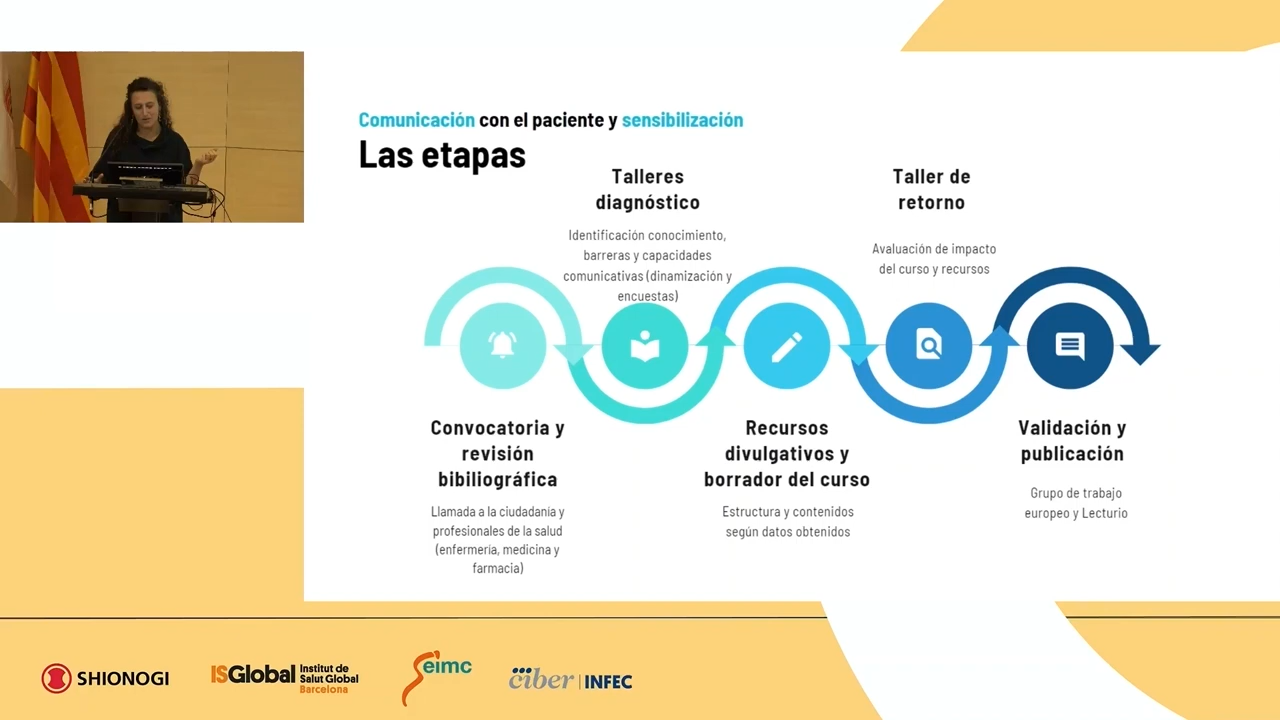 Comunicación con el paciente y sensibilización
Las etapas
Talleres
diagnóstico
Identificación conocimiento,
barreras y capacidades
comunicativas (dinamización y
encuestas)
Taller de
retorno
Avaluación de impacto
del curso y recursos
Convocatoria y
revisión
bibiliográfica
Llamada a la ciudadanía y
profesionales de la salud
(enfermería, medicina y
farmacia)
Recursos
divulgativos y
borrador del curso
Estructura y contenidos
según datos obtenidos
Validación y
publicación
Grupo de trabajo
europeo y Lecturio
SHIONOGI
ISGlobal Institut de
Salut Global
Barcelona
Seimc
ciber INFEC